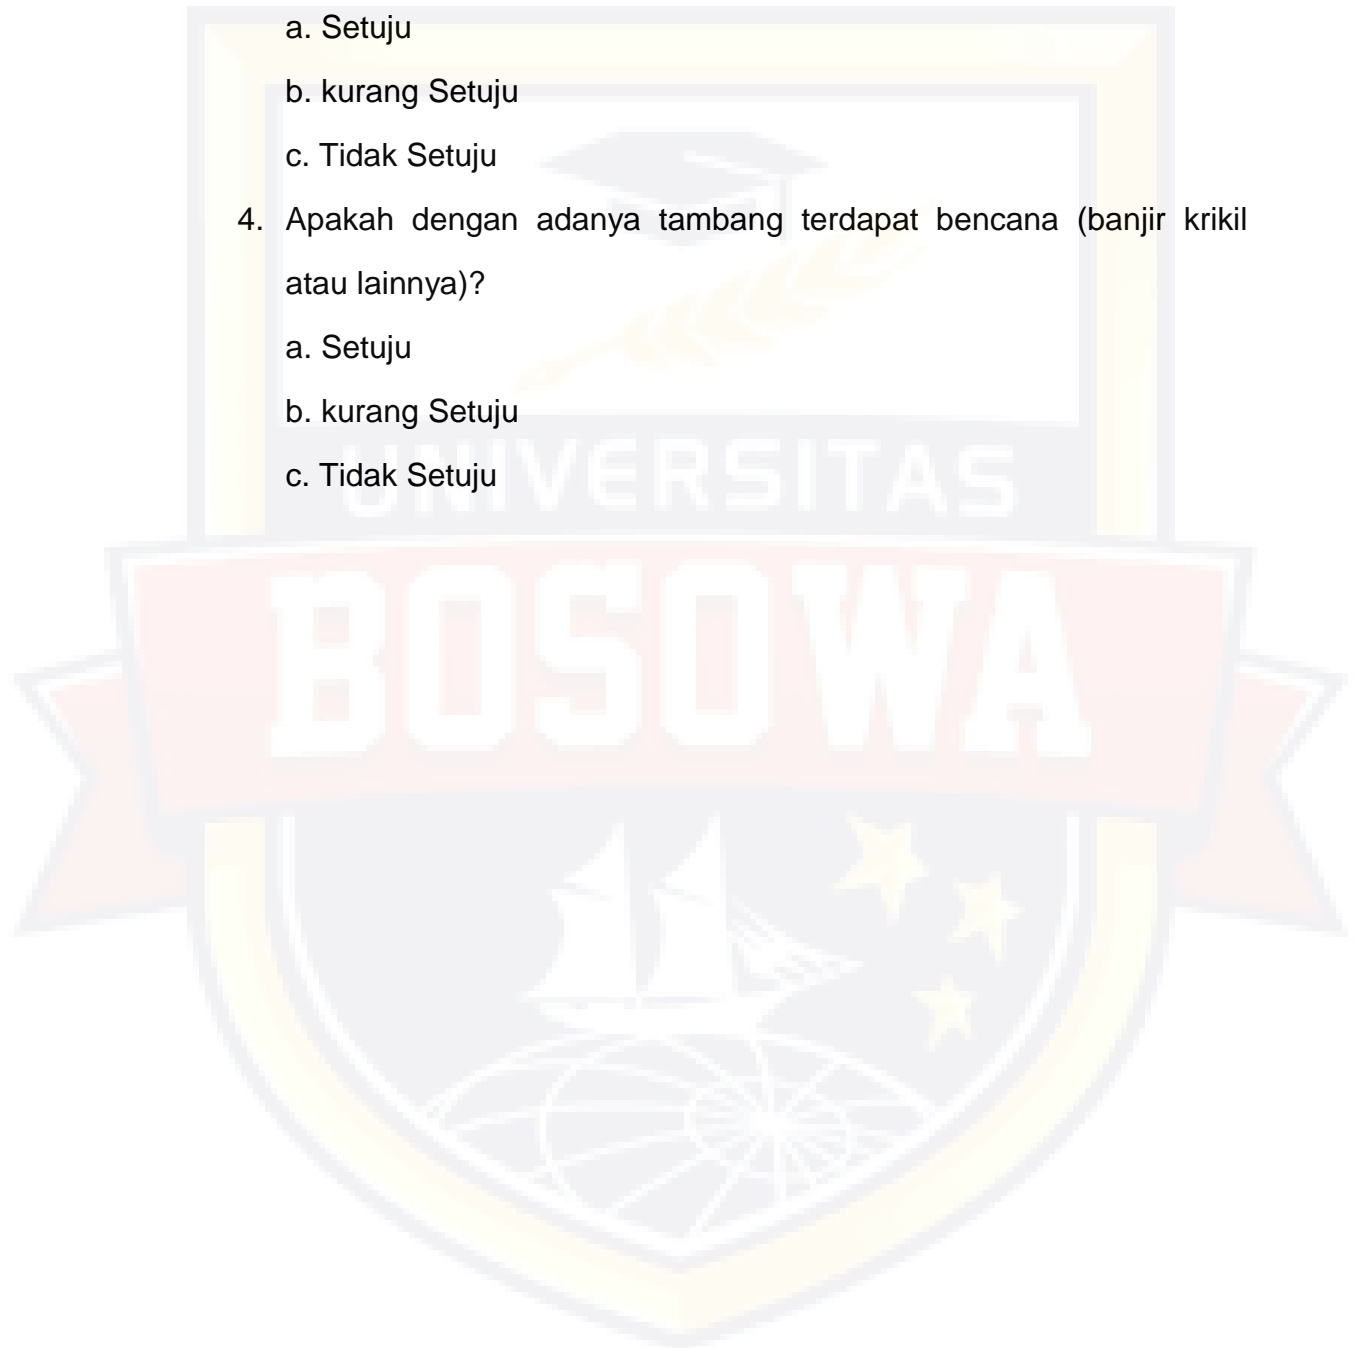 a. Setuju
b. kurang Setuju
c. Tidak Setuju
4. Apakah dengan adanya tambang terdapat bencana (banjir krikil
atau lainnya)?
a. Setuju
b. kurang Setuju
c. Tidak Setuju
UNIVERSITAS
BOSOWA